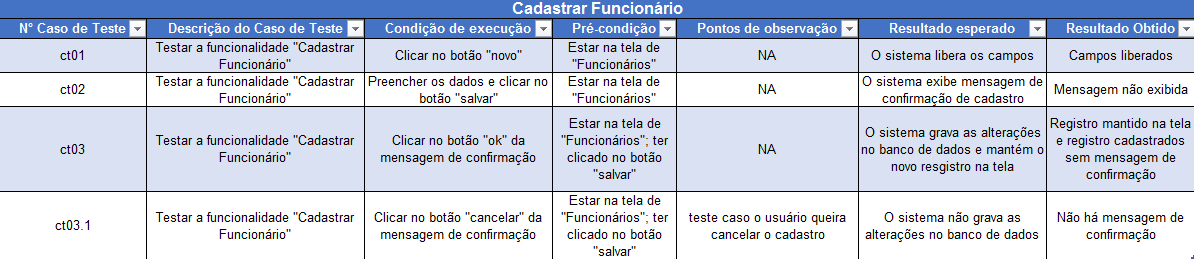 Cadastrar Funcionário
N° Caso de Teste Descrição do Caso de Teste Condição de execução Pré-condição Pontos de observação Resultado esperado Resultado Obtido
ct01
Testar a funcionalidade "Cadastrar
Funcionário"
Clicar no botão "novo"
Estar na tela de
"Funcionários"
NA
O sistema libera os campos
Campos liberados
ct02
Testar a funcionalidade "Cadastrar
Funcionário"
Preencher os dados e clicar no
botão "salvar"
Estar na tela de
"Funcionários"
NA
O sistema exibe mensagem de
confirmação de cadastro
Mensagem não exibida
ct03
Testar a funcionalidade "Cadastrar
Funcionário"
Clicar no botão "ok" da
mensagem de confirmação
Estar na tela de
"Funcionários"; ter
clicado no botão
"salvar"
NA
O sistema grava as alterações
no banco de dados e mantém o
novo resgistro na tela
Registro mantido na tela
e registro cadastrados
sem mensagem de
confirmação
ct03.1
Testar a funcionalidade "Cadastrar
Funcionário"
Clicar no botão "cancelar" da
mensagem de confirmação
Estar na tela de
"Funcionários"; ter
clicado no botão
"salvar"
teste caso o usuário queira
cancelar o cadastro
O sistema não grava as
alterações no banco de dados
Não há mensagem de
confirmação